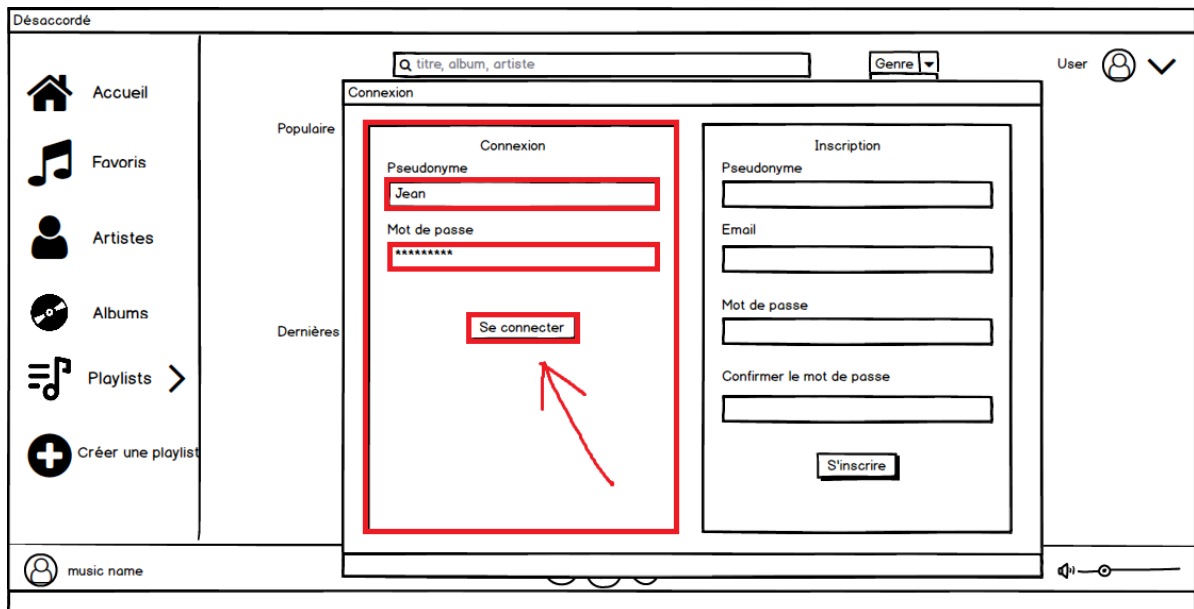 Désaccordé
titre, album, artiste
Genre
User
Accueil
Favoris
Artistes
Albums
Playlists
Créer une playlist
Populaire
Dernières
Connexion
Connexion
Pseudonyme
Jean
Mot de passe
*********
Se connecter
Inscription
Pseudonyme
Email
Mot de passe
Confirmer le mot de passe
S'inscrire
music name